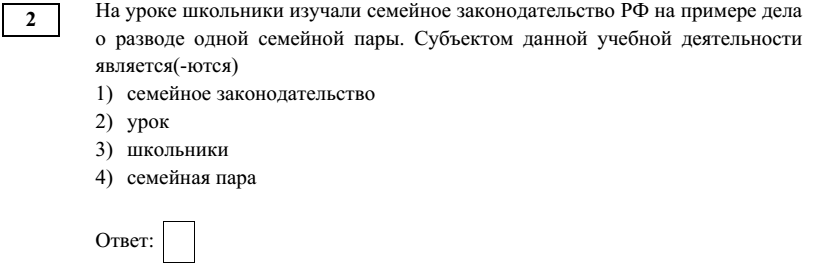 2
На уроке школьники изучали семейное законодательство РФ на примере дела
о разводе одной семейной пары. Субъектом данной учебной деятельности
является(-ются)
1) семейное законодательство
2) урок
3) школьники
4) семейная пара
Ответ: